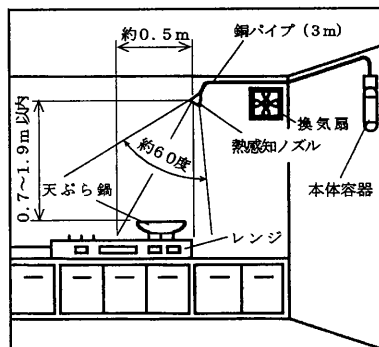 約0.5m
銅パイプ(3m)
換気扇
熱感知ノズル
本体容器
0.7～1.9m以内
約60度
天ぷら鍋
レンジ